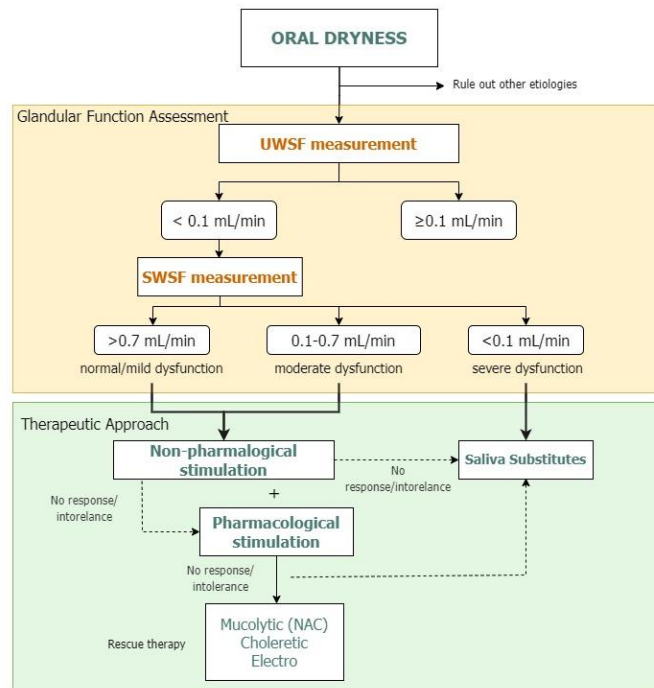 ORAL DRYNESS
Rule out other etiologies
Glandular Function Assessment
UWSF measurement
< 0.1 mL/min
≥0.1 mL/min
SWSF measurement
>0.7 mL/min
0.1-0.7 mL/min
<0.1 mL/min
normal/mild dysfunction
moderate dysfunction
severe dysfunction
Therapeutic Approach
Non-pharmalogical
stimulation
No
response/intorelance
Saliva Substitutes
No response/
intorelance
+
Pharmacological
stimulation
No response/
intolerance
Rescue therapy
Mucolytic (NAC)
Choleretic
Electro